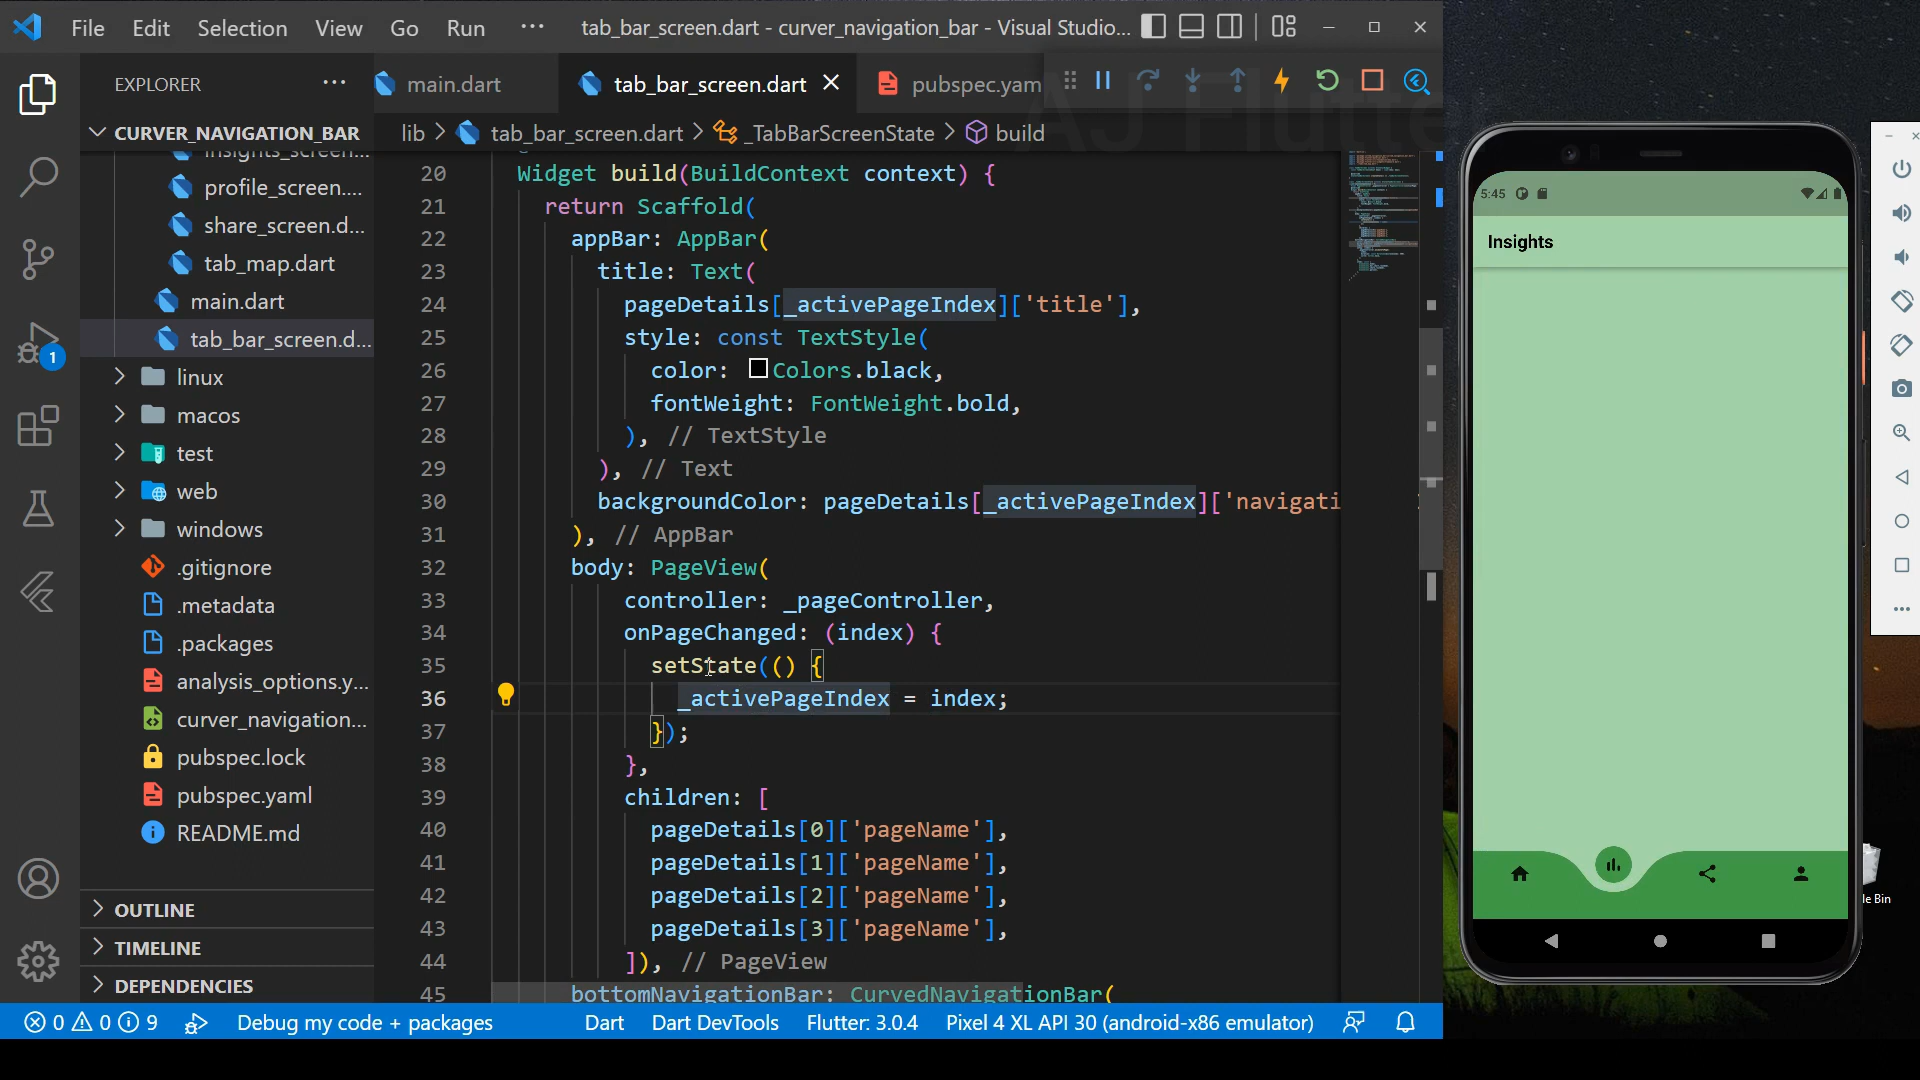 File Edit Selection View Go Run ··· tab_bar_screen.dart - curver_navigation_bar - Visual Studio...
EXPLORER ···
main.dart
tab_bar_screen.dart
pubspec.yam
AJ Flutte
CURVER_NAVIGATION_BAR
lib > tab_bar_screen.dart > _TabBarScreenState > build
insights_screen...
profile_screen....
share_screen.d...
tab_map.dart
main.dart
tab_bar_screen.d...
linux
macos
test
web
windows
.gitignore
.metadata
.packages
analysis_options.y...
curver_navigation...
pubspec.lock
pubspec.yaml
README.md
OUTLINE
TIMELINE
DEPENDENCIES
1
20 Widget build(BuildContext context) {
21 return Scaffold(
22 appBar: AppBar(
23 title: Text(
24 pageDetails[_activePageIndex]['title'],
25 style: const TextStyle(
26 color: Colors.black,
27 fontWeight: FontWeight.bold,
28 ), // TextStyle
29 ), // Text
30 backgroundColor: pageDetails[_activePageIndex]['navigati
31 ), // AppBar
32 body: PageView(
33 controller: _pageController,
34 onPageChanged: (index) {
35 setState(() {
36 _activePageIndex = index;
37 });
38 },
39 children: [
40 pageDetails[0]['pageName'],
41 pageDetails[1]['pageName'],
42 pageDetails[2]['pageName'],
43 pageDetails[3]['pageName'],
44 ]), // PageView
45 bottomNavigationBar: CurvedNavigationBar(
0 0 9 Debug my code + packages Dart Dart DevTools Flutter: 3.0.4 Pixel 4 XL API 30 (android-x86 emulator)
5:45
Insights
le Bin